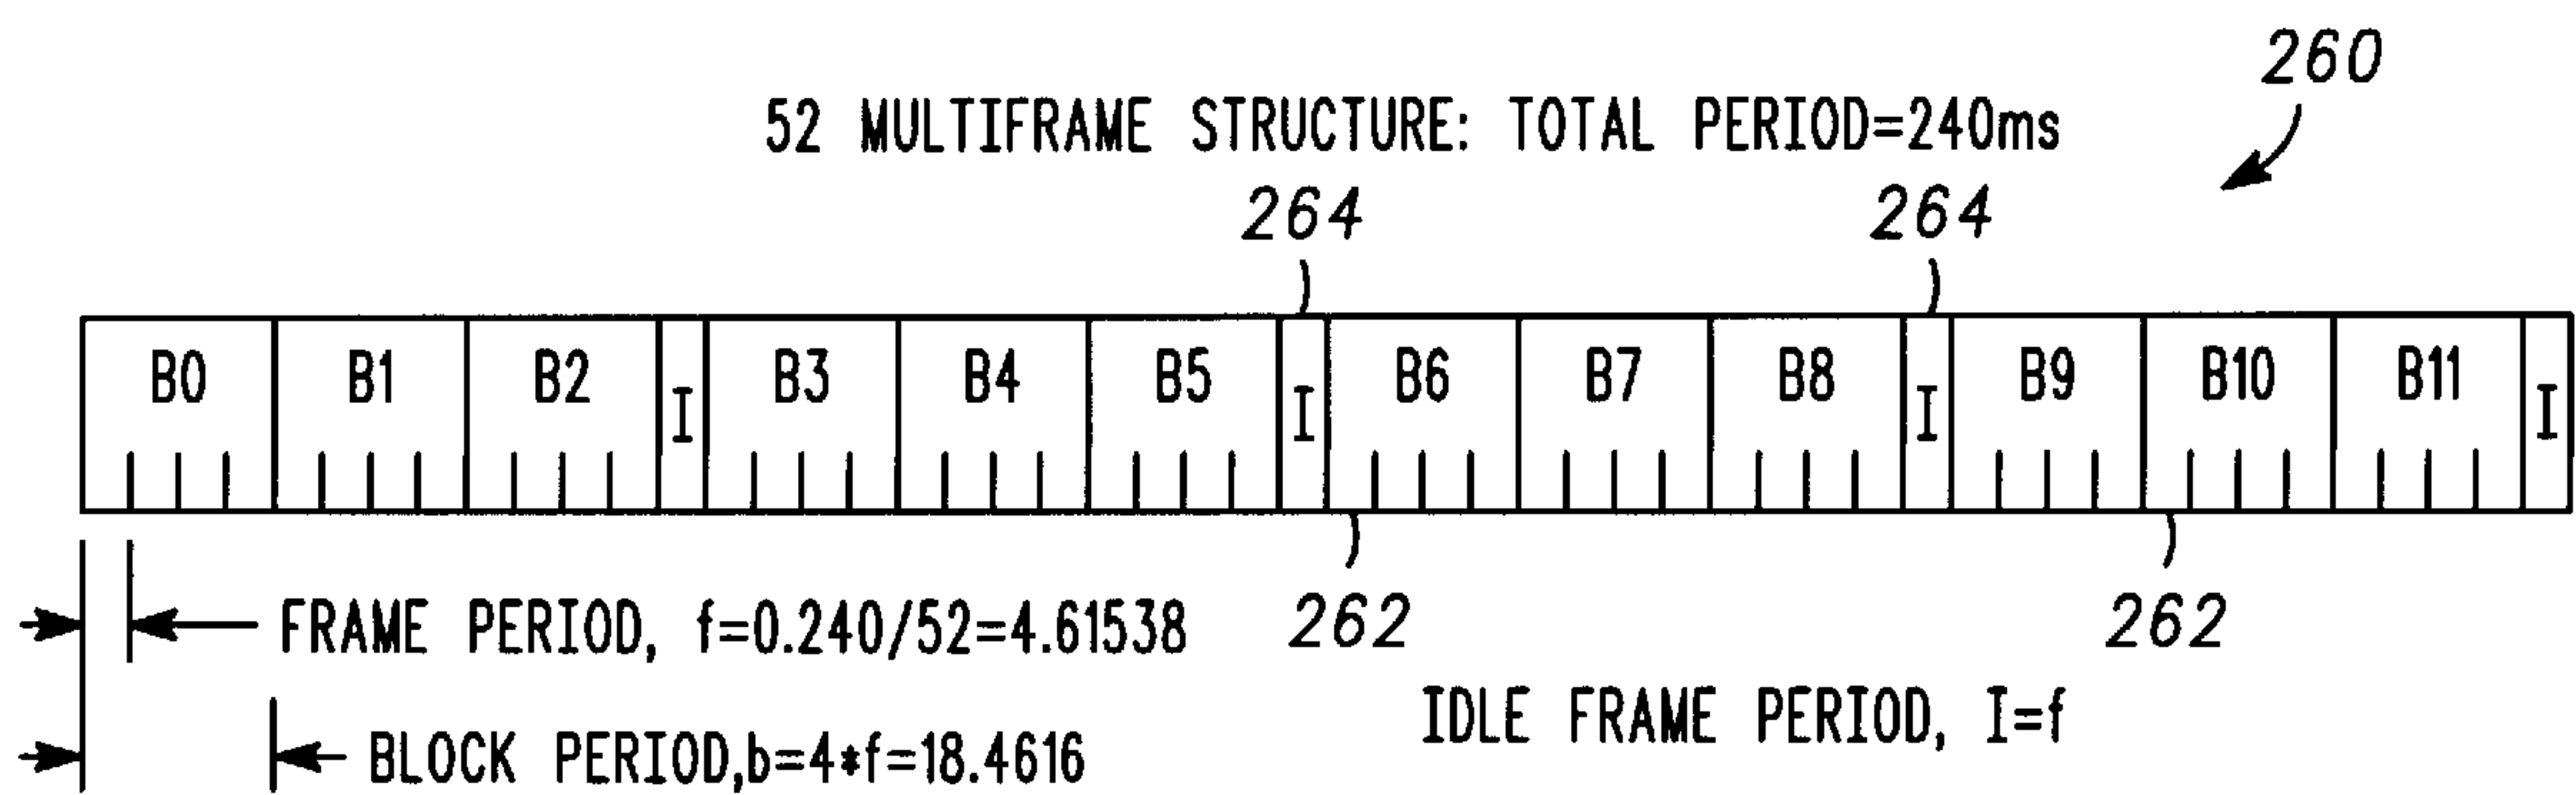 260
52 MULTIFRAME STRUCTURE: TOTAL PERIOD=240ms
264 264
B0 B1 B2 I B3 B4 B5 I B6 B7 B8 I B9 B10 B11 I
FRAME PERIOD, f=0.240/52=4.61538 262 262
IDLE FRAME PERIOD, I=f
BLOCK PERIOD,b=4*f=18.4616